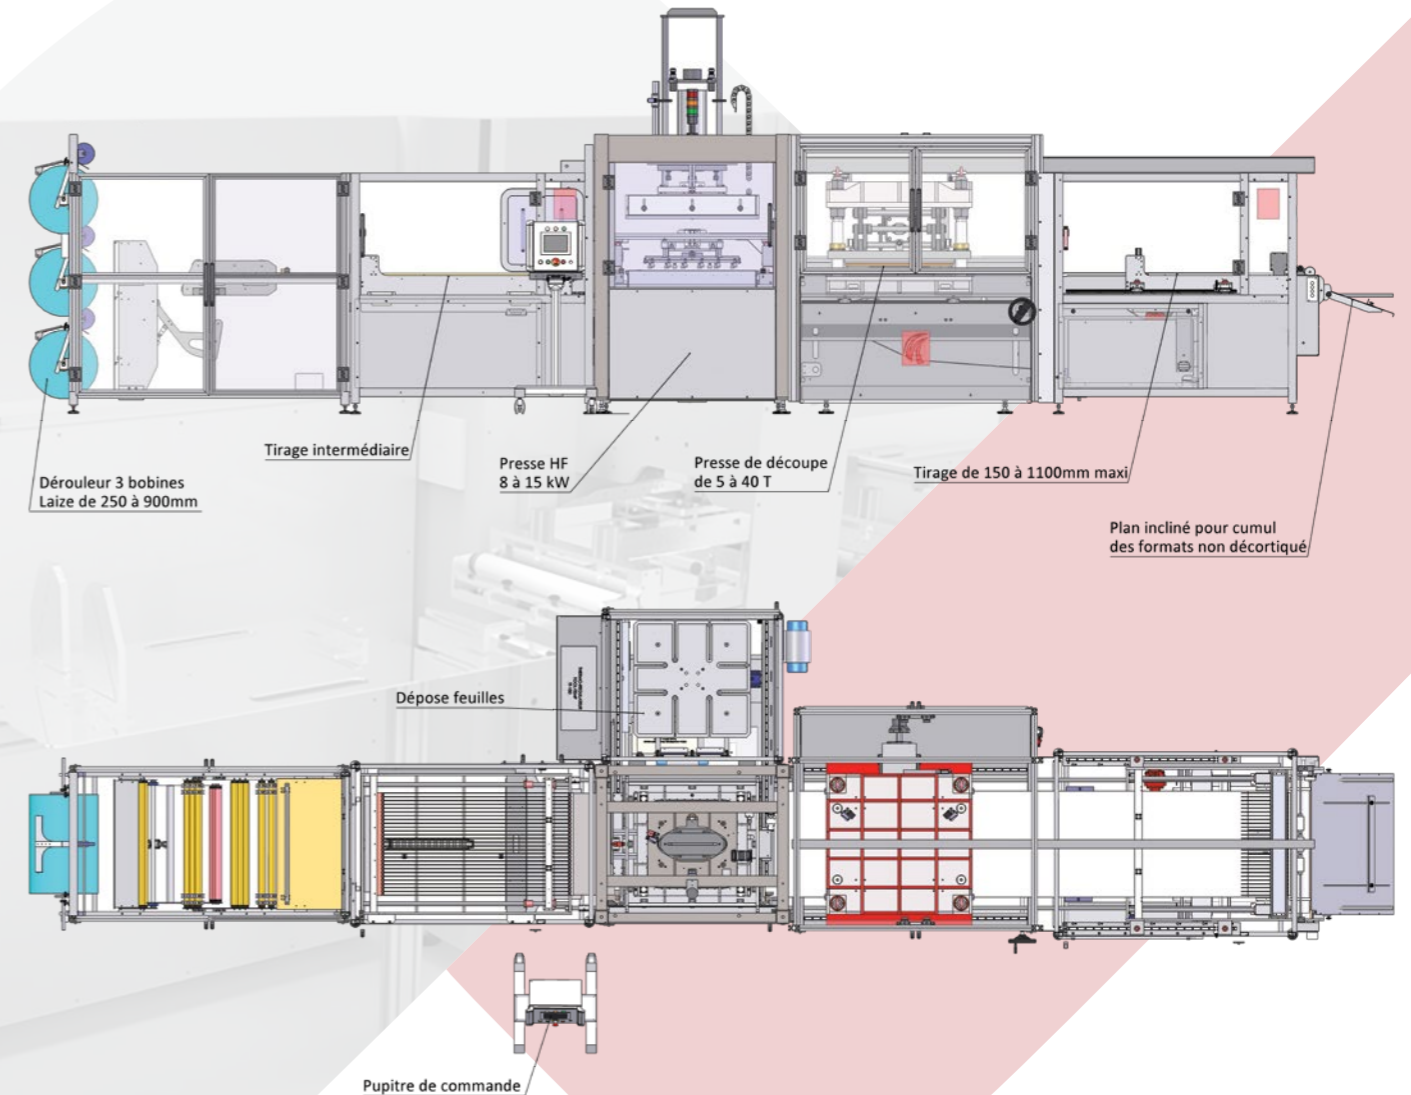 Tirage intermédiaire
Dérouleur 3 bobines
Laize de 250 à 900mm
Presse HF
8 à 15 kW
Presse de découpe
de 5 à 40 T
Tirage de 150 à 1100mm maxi
Plan incliné pour cumul
des formats non décortiqué
Dépose feuilles
Pupitre de commande